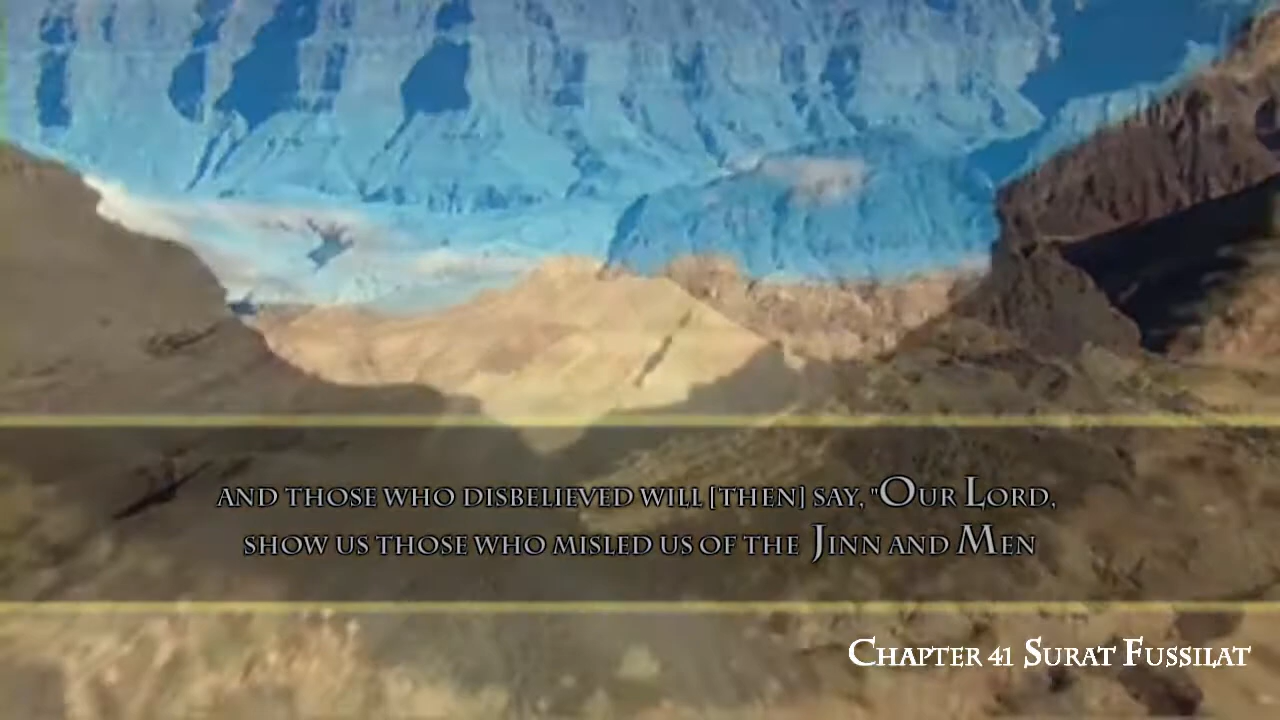 AND THOSE WHO DISBELIEVED WILL [THEN] SAY, "OUR LORD,
SHOW US THOSE WHO MISLED US OF THE JINN AND MEN
CHAPTER 41 SURAT FUSSILAT